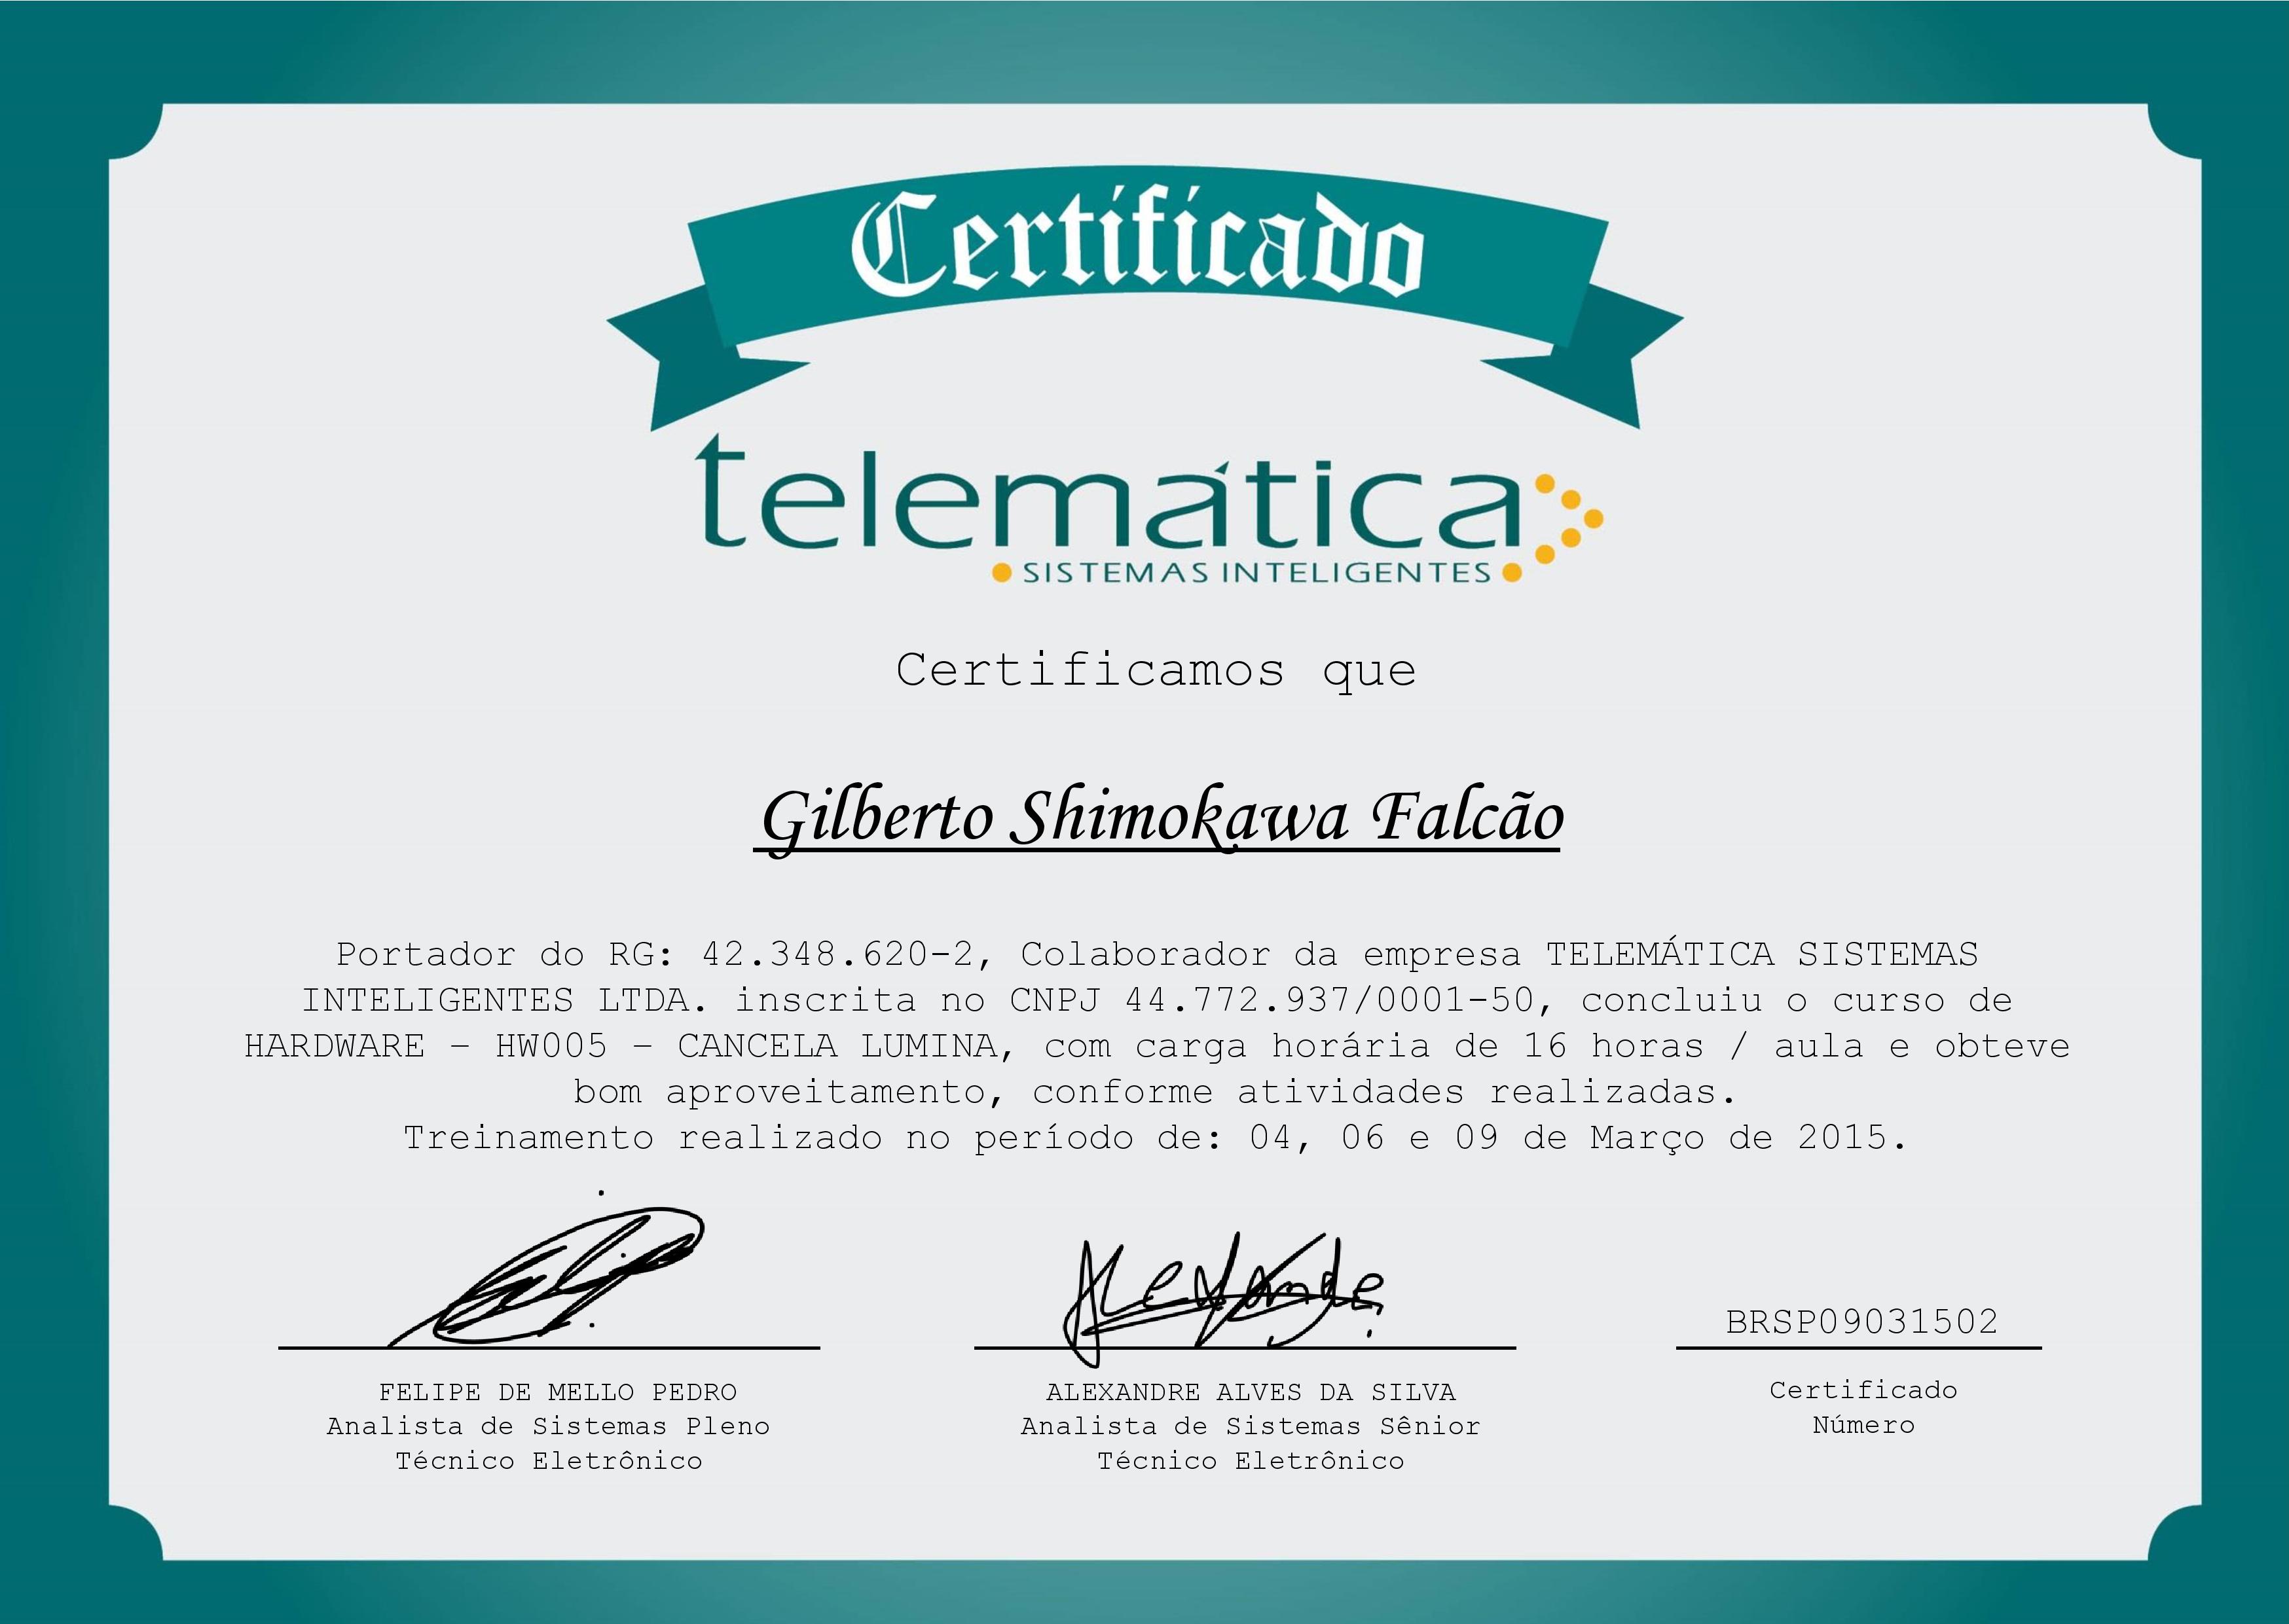 Certificado
telemática
SISTEMAS INTELIGENTES
Certificamos que
Gilberto Shimokawa Falcão
Portador do RG: 42.348.620-2, Colaborador da empresa TELEMÁTICA SISTEMAS
INTELIGENTES LTDA. inscrita no CNPJ 44.772.937/0001-50, concluiu o curso de
HARDWARE – HW005 – CANCELA LUMINA, com carga horária de 16 horas / aula e obteve
bom aproveitamento, conforme atividades realizadas.
Treinamento realizado no período de: 04, 06 e 09 de Março de 2015.
Alexandre
BRSP09031502
FELIPE DE MELLO PEDRO
Analista de Sistemas Pleno
Técnico Eletrônico
ALEXANDRE ALVES DA SILVA
Analista de Sistemas Sênior
Técnico Eletrônico
Certificado
Número